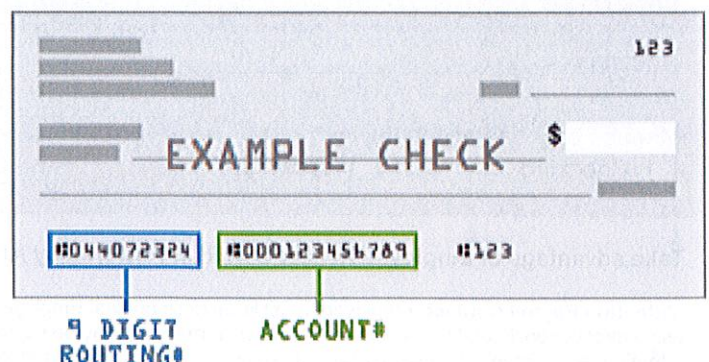 123
$
EXAMPLE CHECK
⑆044072324 ⑆000123456789 ⑆123
9 DIGIT ACCOUNT#
ROUTING#